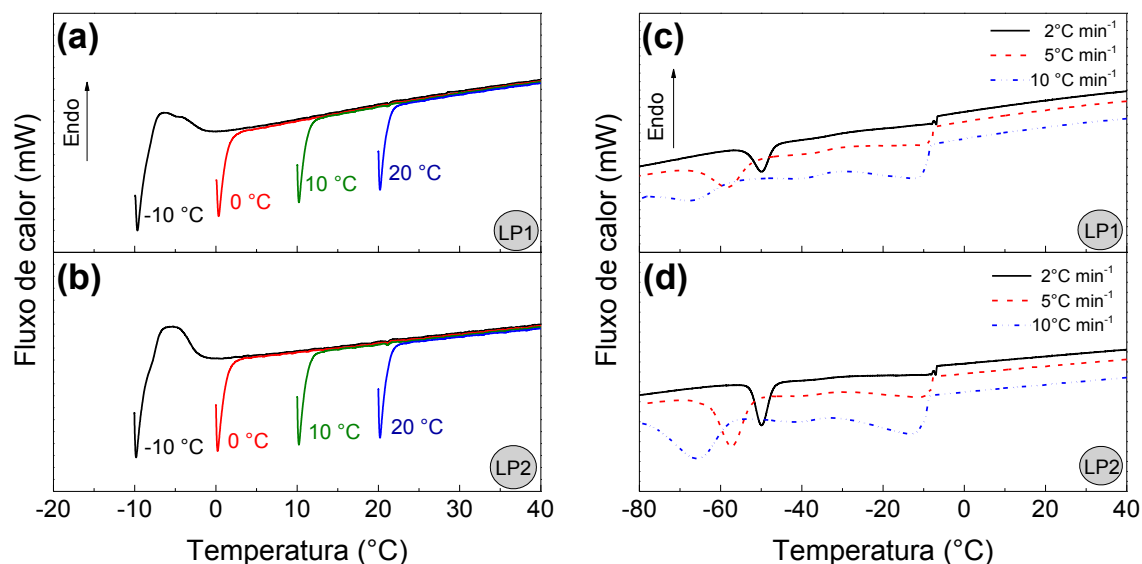 (a)
Endo
-10 °C
0 °C
10 °C
20 °C
LP1
(b)
-10 °C
0 °C
10 °C
20 °C
LP2
Fluxo de calor (mW)
-20 -10 0 10 20 30 40
Temperatura (°C)
(c)
Endo
2°C min⁻¹
5°C min⁻¹
10 °C min⁻¹
LP1
(d)
2°C min⁻¹
5°C min⁻¹
10°C min⁻¹
LP2
Fluxo de calor (mW)
-80 -60 -40 -20 0 20 40
Temperatura (°C)